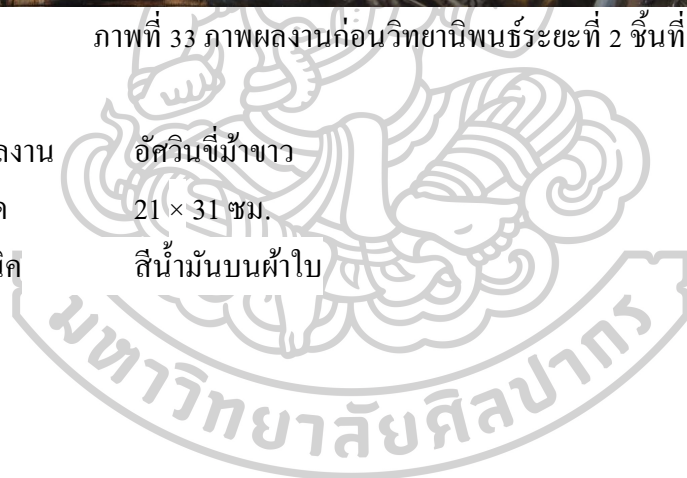 ภาพที่ 33 ภาพผลงานก่อนวิทยานิพนธ์ระยะที่ 2 ชิ้นที่
อัศวินขี่ม้าขาว
21 × 31 ซม.
สีน้ำมันบนผ้าใบ
มหาวิทยาลัยศิลปากร